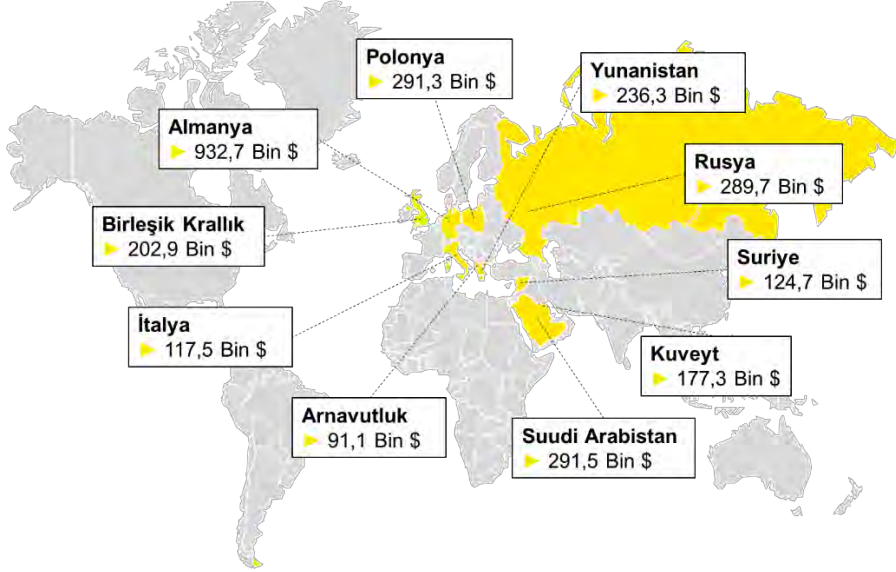 Polonya
291,3 Bin $
Yunanistan
236,3 Bin $
Almanya
932,7 Bin $
Rusya
289,7 Bin $
Birleşik Krallık
202,9 Bin $
Suriye
124,7 Bin $
İtalya
117,5 Bin $
Kuveyt
177,3 Bin $
Arnavutluk
91,1 Bin $
Suudi Arabistan
291,5 Bin $